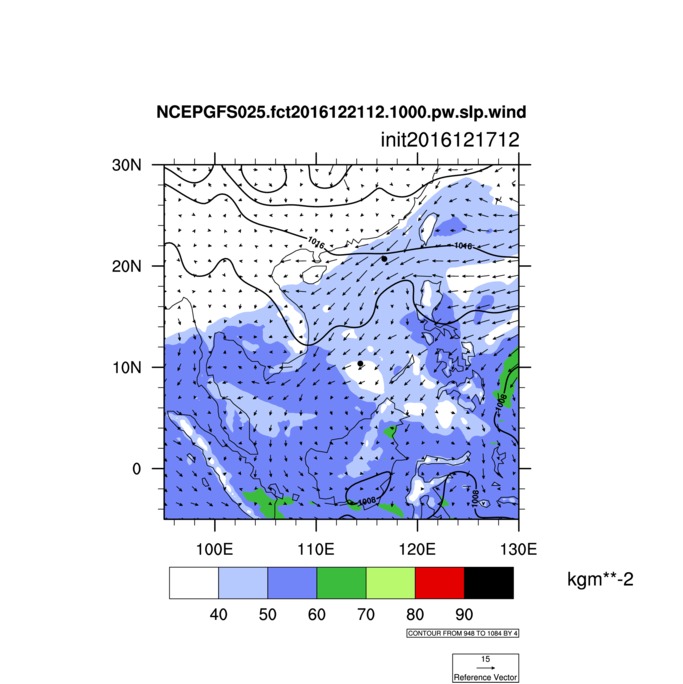 NCEPGFS025.fct2016122112.1000.pw.slp.wind
init2016121712
30N
20N
10N
0
1016
1016
1008
1008
1008
100E 110E 120E 130E
40 50 60 70 80 90
kgm**-2
CONTOUR FROM 948 TO 1084 BY 4
15
Reference Vector